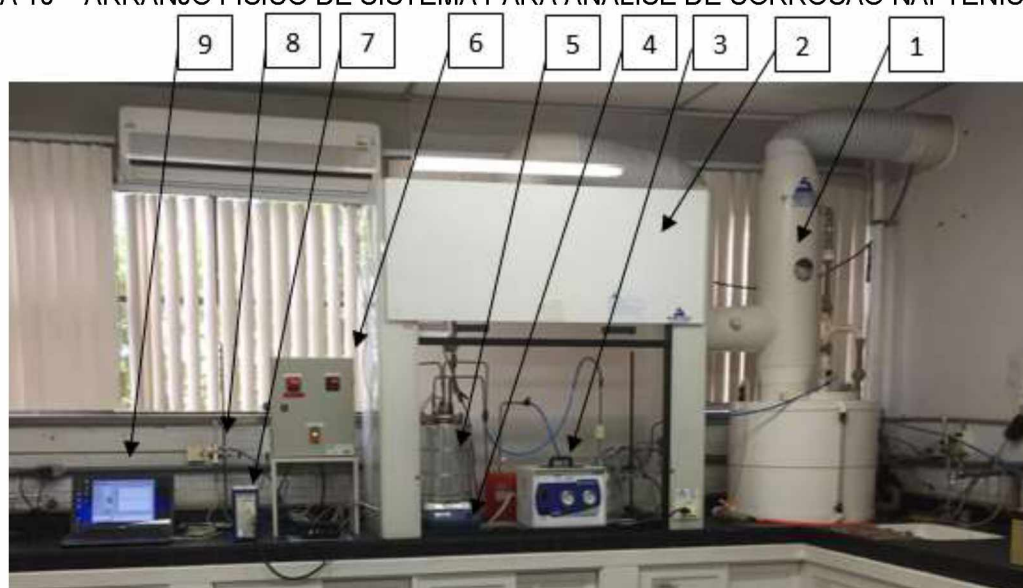 A 10 – ARRANJO FÍSICO DE SISTEMA PARA ANÁLISE DE CORROSÃO NAFTÊNIC
9 8 7 6 5 4 3 2 1